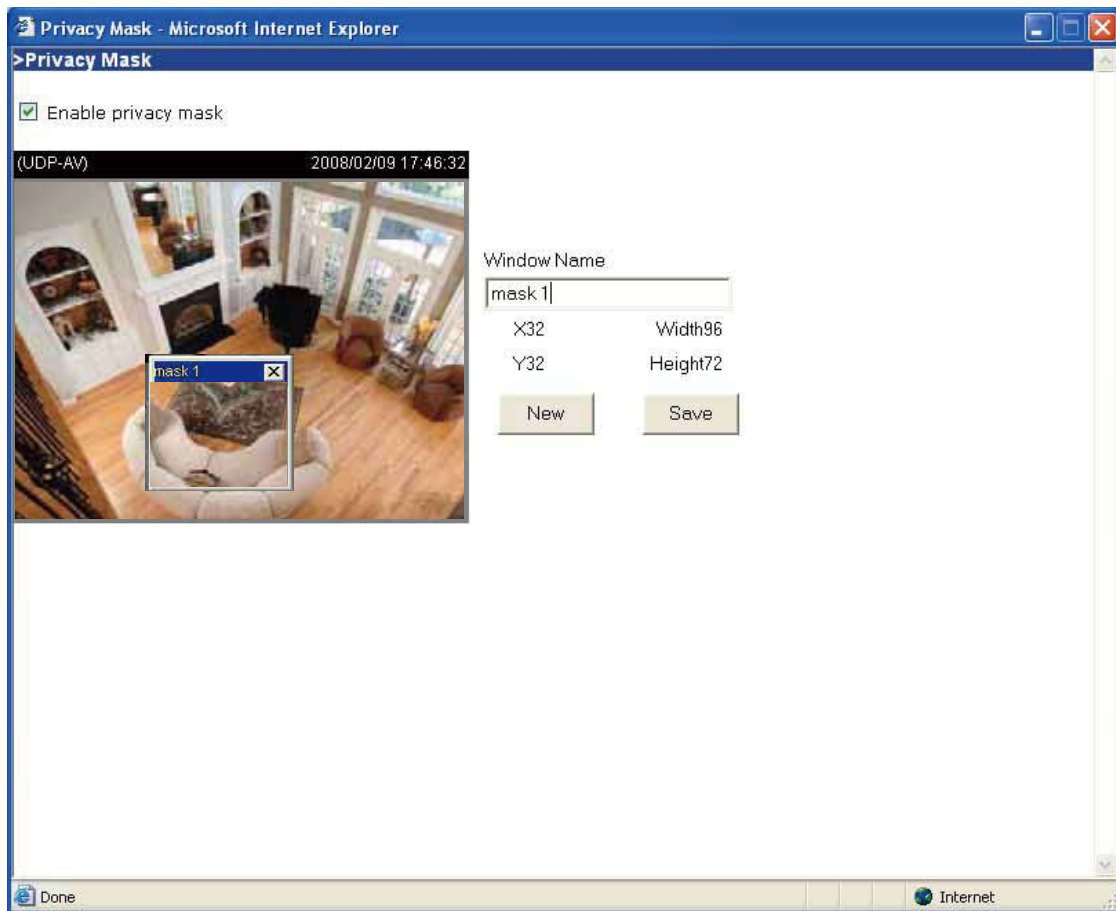 Privacy Mask - Microsoft Internet Explorer
>Privacy Mask
Enable privacy mask
(UDP-AV) 2008/02/09 17:46:32
Window Name
mask 1
X32 Width96
Y32 Height72
mask 1
New Save
Done Internet